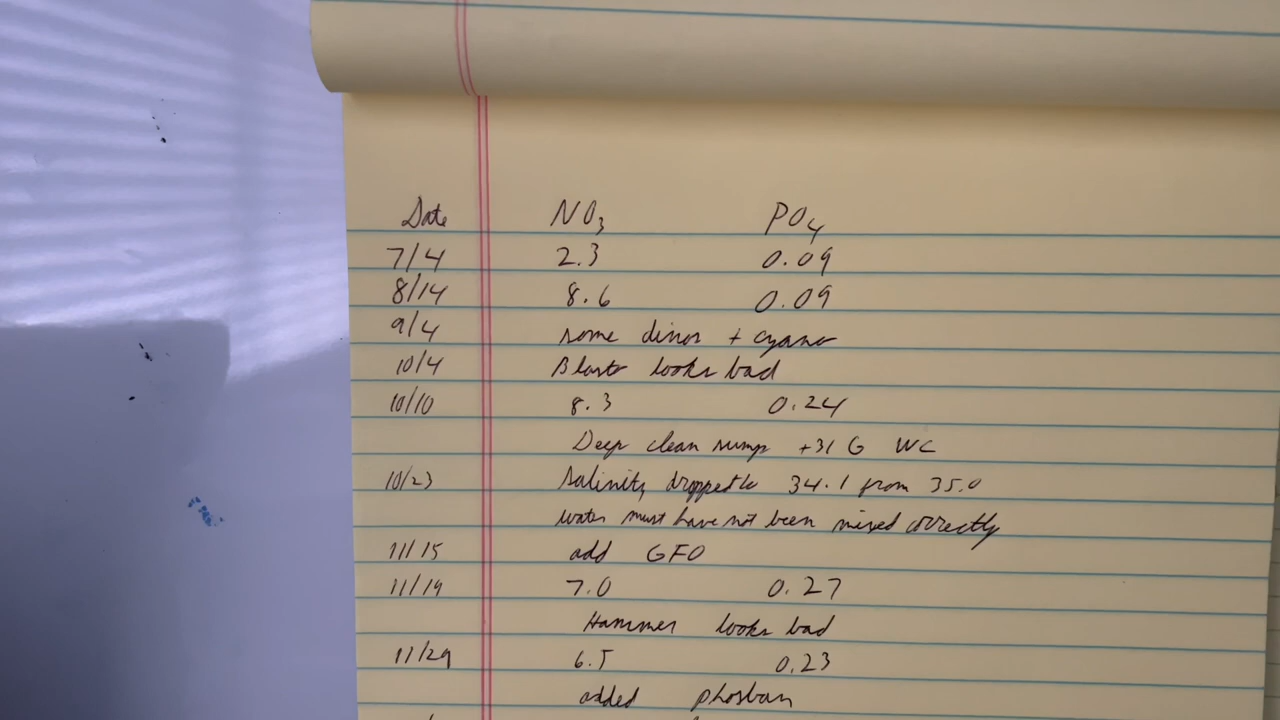 Date NO3 PO4
7/4 2.3 0.09
8/14 8.6 0.09
9/4 some dinos + cyano
10/4 Blasto looks bad
10/10 8.3 0.24
Deep clean sump +31 G WC
10/23 Salinity dropped to 34.1 from 35.0
water must have not been mixed correctly
11/15 add GFO
11/19 7.0 0.27
Hammer looks bad
11/29 6.5 0.23
added phosban